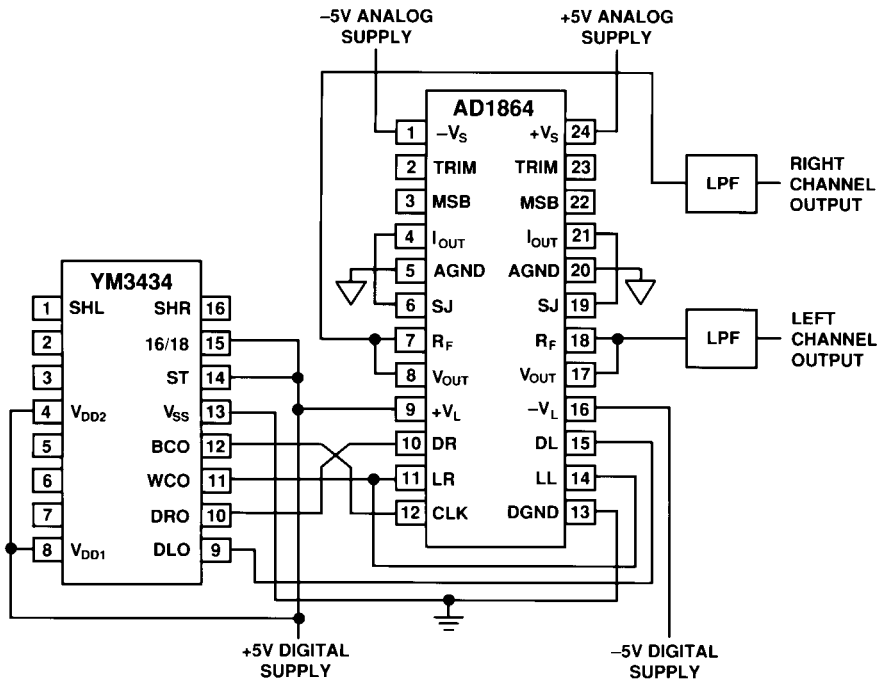 –5V ANALOG
SUPPLY
+5V ANALOG
SUPPLY
AD1864
1 –VS +VS 24
2 TRIM TRIM 23
3 MSB MSB 22
4 IOUT IOUT 21
5 AGND AGND 20
6 SJ SJ 19
7 RF RF 18
8 VOUT VOUT 17
9 +VL –VL 16
10 DR DL 15
11 LR LL 14
12 CLK DGND 13
LPF
RIGHT
CHANNEL
OUTPUT
LPF
LEFT
CHANNEL
OUTPUT
YM3434
1 SHL SHR 16
2 16/18 15
3 ST 14
4 VDD2 VSS 13
5 BCO 12
6 WCO 11
7 DRO 10
8 VDD1 DLO 9
+5V DIGITAL
SUPPLY
–5V DIGITAL
SUPPLY